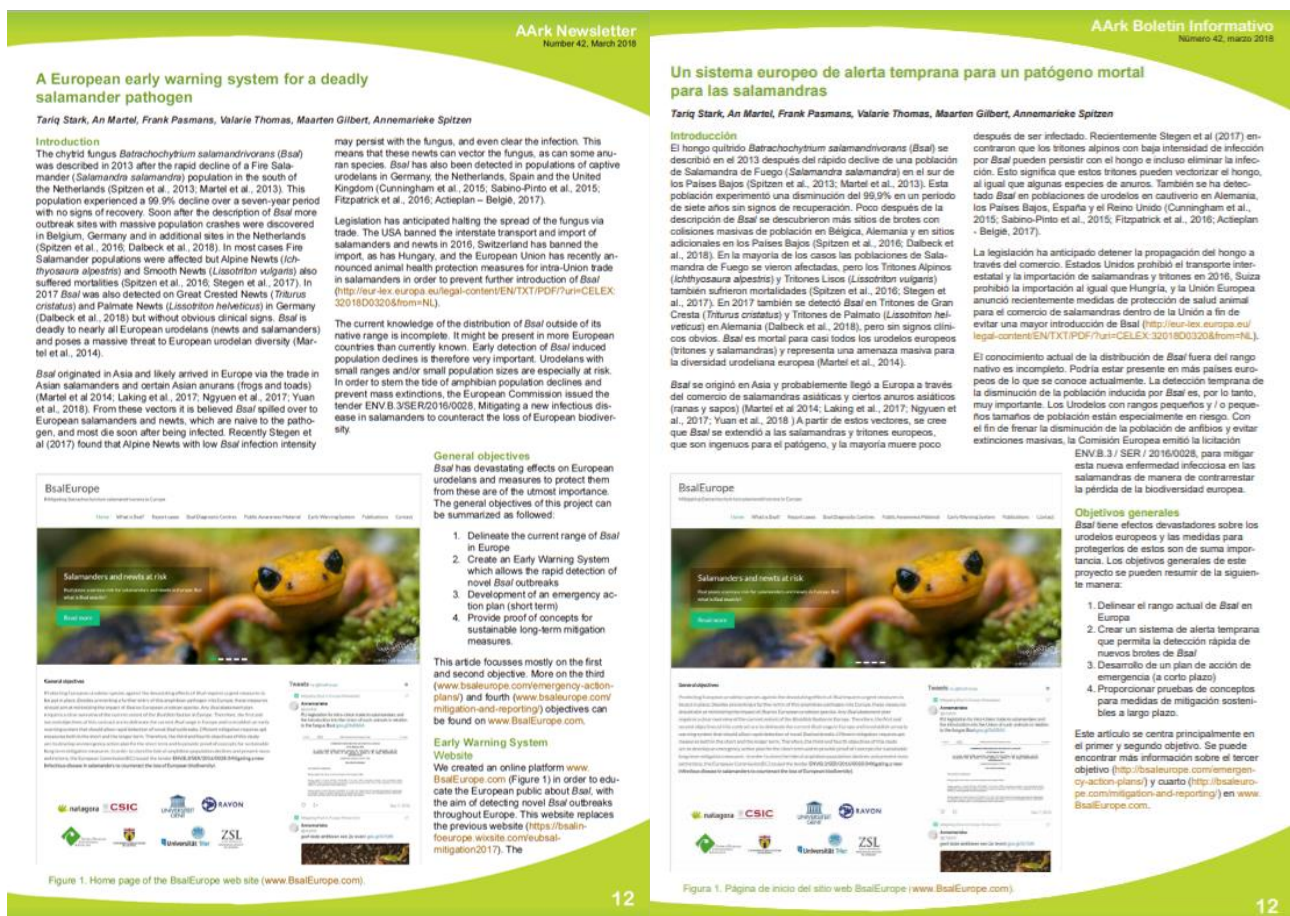 AArk Newsletter
Number 42, March 2018
A European early warning system for a deadly
salamander pathogen
Tariq Stark, An Martel, Frank Pasmans, Valarie Thomas, Maarten Gilbert, Annemarieke Spitzen
Introduction
The chytrid fungus Batrachochytrium salamandrivorans (Bsal)
was described in 2013 after the rapid decline of a Fire Sala-
mander (Salamandra salamandra) population in the south of
the Netherlands (Spitzen et al., 2013; Martel et al., 2013). This
population experienced a 99.9% decline over a seven-year period
with no signs of recovery. Soon after the description of Bsal more
outbreak sites with massive population crashes were discovered
in Belgium, Germany and in additional sites in the Netherlands
(Spitzen et al., 2016; Dalbeck et al., 2018). In most cases Fire
Salamander populations were affected but Alpine Newts (Ich-
thyosaura alpestris) and Smooth Newts (Lissotriton vulgaris) also
suffered mortalities (Spitzen et al., 2016; Stegen et al., 2017). In
2017 Bsal was also detected on Great Crested Newts (Triturus
cristatus) and Palmate Newts (Lissotriton helveticus) in Germany
(Dalbeck et al., 2018) but without obvious clinical signs. Bsal is
deadly to nearly all European urodelans (newts and salamanders)
and poses a massive threat to European urodelan diversity (Mar-
tel et al., 2014).
Bsal originated in Asia and likely arrived in Europe via the trade in
Asian salamanders and certain Asian anurans (frogs and toads)
(Martel et al 2014; Laking et al., 2017; Ngyuen et al., 2017; Yuan
et al., 2018). From these vectors it is believed Bsal spilled over to
European salamanders and newts, which are naive to the patho-
gen, and most die soon after being infected. Recently Stegen et
al (2017) found that Alpine Newts with low Bsal infection intensity
may persist with the fungus, and even clear the infection. This
means that these newts can vector the fungus, as can some anu-
ran species. Bsal has also been detected in populations of captive
urodelans in Germany, the Netherlands, Spain and the United
Kingdom (Cunningham et al., 2015; Sabino-Pinto et al., 2015;
Fitzpatrick et al., 2016; Actieplan – België, 2017).
Legislation has anticipated halting the spread of the fungus via
trade. The USA banned the interstate transport and import of
salamanders and newts in 2016, Switzerland has banned the
import, as has Hungary, and the European Union has recently an-
nounced animal health protection measures for intra-Union trade
in salamanders in order to prevent further introduction of Bsal
(http://eur-lex.europa.eu/legal-content/EN/TXT/PDF/?uri=CELEX:
32018D0320&from=NL).
The current knowledge of the distribution of Bsal outside of its
native range is incomplete. It might be present in more European
countries than currently known. Early detection of Bsal induced
population declines is therefore very important. Urodelans with
small ranges and/or small population sizes are especially at risk.
In order to stem the tide of amphibian population declines and
prevent mass extinctions, the European Commission issued the
tender ENV.B.3/SER/2016/0028, Mitigating a new infectious dis-
ease in salamanders to counteract the loss of European biodiver-
sity.
General objectives
Bsal has devastating effects on European
urodelans and measures to protect them
from these are of the utmost importance.
The general objectives of this project can
be summarized as followed:
1. Delineate the current range of Bsal
in Europe
2. Create an Early Warning System
which allows the rapid detection of
novel Bsal outbreaks
3. Development of an emergency ac-
tion plan (short term)
4. Provide proof of concepts for
sustainable long-term mitigation
measures.
This article focusses mostly on the first
and second objective. More on the third
(www.bsaleurope.com/emergency-action-
plans/) and fourth (www.bsaleurope.com/
mitigation-and-reporting/) objectives can
be found on www.BsalEurope.com.
Early Warning System
Website
We created an online platform www.
BsalEurope.com (Figure 1) in order to edu-
cate the European public about Bsal, with
the aim of detecting novel Bsal outbreaks
throughout Europe. This website replaces
the previous website (https://bsalin-
foeurope.wixsite.com/eubsal-
mitigation2017). The
BsalEurope
Mitigating Batrachochytrium salamandrivorans in Europe
Home What is Bsal? Report cases Bsal Diagnostic Centres Public Awareness Material Early Warning System Publications Contact
Salamanders and newts at risk
Read more
General objectives
Tweets
natagora
CSIC
UNIVERSITEIT GENT
RAVON
Universität Trier
ZSL
Figure 1. Home page of the BsalEurope web site (www.BsalEurope.com).
12
AArk Boletin Informativo
Número 42, marzo 2018
Un sistema europeo de alerta temprana para un patógeno mortal
para las salamandras
Tariq Stark, An Martel, Frank Pasmans, Valarie Thomas, Maarten Gilbert, Annemarieke Spitzen
Introducción
El hongo quitrido Batrachochytrium salamandrivorans (Bsal) se
describió en el 2013 después del rápido declive de una población
de Salamandra de Fuego (Salamandra salamandra) en el sur de
los Países Bajos (Spitzen et al., 2013; Martel et al., 2013). Esta
población experimentó una disminución del 99,9% en un período
de siete años sin signos de recuperación. Poco después de la
descripción de Bsal se descubrieron más sitios de brotes con
colisiones masivas de población en Bélgica, Alemania y en sitios
adicionales en los Países Bajos (Spitzen et al., 2016; Dalbeck et
al., 2018). En la mayoría de los casos las poblaciones de Sala-
mandra de Fuego se vieron afectadas, pero los Tritones Alpinos
(Ichthyosaura alpestris) y Tritones Lisos (Lissotriton vulgaris)
también sufrieron mortalidades (Spitzen et al., 2016; Stegen et
al., 2017). En 2017 también se detectó Bsal en Tritones de Gran
Cresta (Triturus cristatus) y Tritones de Palmato (Lissotriton hel-
veticus) en Alemania (Dalbeck et al., 2018), pero sin signos clíni-
cos obvios. Bsal es mortal para casi todos los urodelos europeos
(tritones y salamandras) y representa una amenaza masiva para
la diversidad urodeliana europea (Martel et al., 2014).
Bsal se originó en Asia y probablemente llegó a Europa a través
del comercio de salamandras asiáticas y ciertos anuros asiáticos
(ranas y sapos) (Martel et al 2014; Laking et al., 2017; Ngyuen et
al., 2017; Yuan et al., 2018 ) A partir de estos vectores, se cree
que Bsal se extendió a las salamandras y tritones europeos,
que son ingenuos para el patógeno, y la mayoría muere poco
después de ser infectado. Recientemente Stegen et al (2017) en-
contraron que los tritones alpinos con baja intensidad de infección
por Bsal pueden persistir con el hongo e incluso eliminar la infec-
ción. Esto significa que estos tritones pueden vectorizar el hongo,
al igual que algunas especies de anuros. También se ha detec-
tado Bsal en poblaciones de urodelos en cautiverio en Alemania,
los Países Bajos, España y el Reino Unido (Cunningham et al.,
2015; Sabino-Pinto et al., 2015; Fitzpatrick et al., 2016; Actieplan
- België, 2017).
La legislación ha anticipado detener la propagación del hongo a
través del comercio. Estados Unidos prohibió el transporte inter-
estatal y la importación de salamandras y tritones en 2016, Suiza
prohibió la importación al igual que Hungría, y la Unión Europea
anunció recientemente medidas de protección de salud animal
para el comercio de salamandras dentro de la Unión a fin de
evitar una mayor introducción de Bsal (http://eur-lex.europa.eu/
legal-content/EN/TXT/PDF/?uri=CELEX:32018D0320&from=NL).
El conocimiento actual de la distribución de Bsal fuera del rango
nativo es incompleto. Podría estar presente en más países euro-
peos de lo que se conoce actualmente. La detección temprana de
la disminución de la población inducida por Bsal es, por lo tanto,
muy importante. Los Urodelos con rangos pequeños y / o peque-
ños tamaños de población están especialmente en riesgo. Con
el fin de frenar la disminución de la población de anfibios y evitar
extinciones masivas, la Comisión Europea emitió la licitación
ENV.B.3 / SER / 2016/0028, para mitigar
esta nueva enfermedad infecciosa en las
salamandras de manera de contrarrestar
la pérdida de la biodiversidad europea.
Objetivos generales
Bsal tiene efectos devastadores sobre los
urodelos europeos y las medidas para
protegerlos de estos son de suma impor-
tancia. Los objetivos generales de este
proyecto se pueden resumir de la siguien-
te manera:
1. Delinear el rango actual de Bsal en
Europa
2. Crear un sistema de alerta temprana
que permita la detección rápida de
nuevos brotes de Bsal
3. Desarrollo de un plan de acción de
emergencia (a corto plazo)
4. Proporcionar pruebas de conceptos
para medidas de mitigación sosteni-
bles a largo plazo.
Este artículo se centra principalmente en
el primer y segundo objetivo. Se puede
encontrar más información sobre el tercer
objetivo (http://bsaleurope.com/emergen-
cy-action-plans/) y cuarto (http://bsaleuro-
pe.com/mitigation-and-reporting/) en www.
BsalEurope.com.
BsalEurope
Mitigating Batrachochytrium salamandrivorans in Europe
Home What is Bsal? Report cases Bsal Diagnostic Centres Public Awareness Material Early Warning System Publications Contact
Salamanders and newts at risk
Read more
General objectives
Tweets
natagora
CSIC
UNIVERSITEIT GENT
RAVON
Universität Trier
ZSL
Figura 1. Página de inicio del sitio web BsalEurope (www.BsalEurope.com).
12